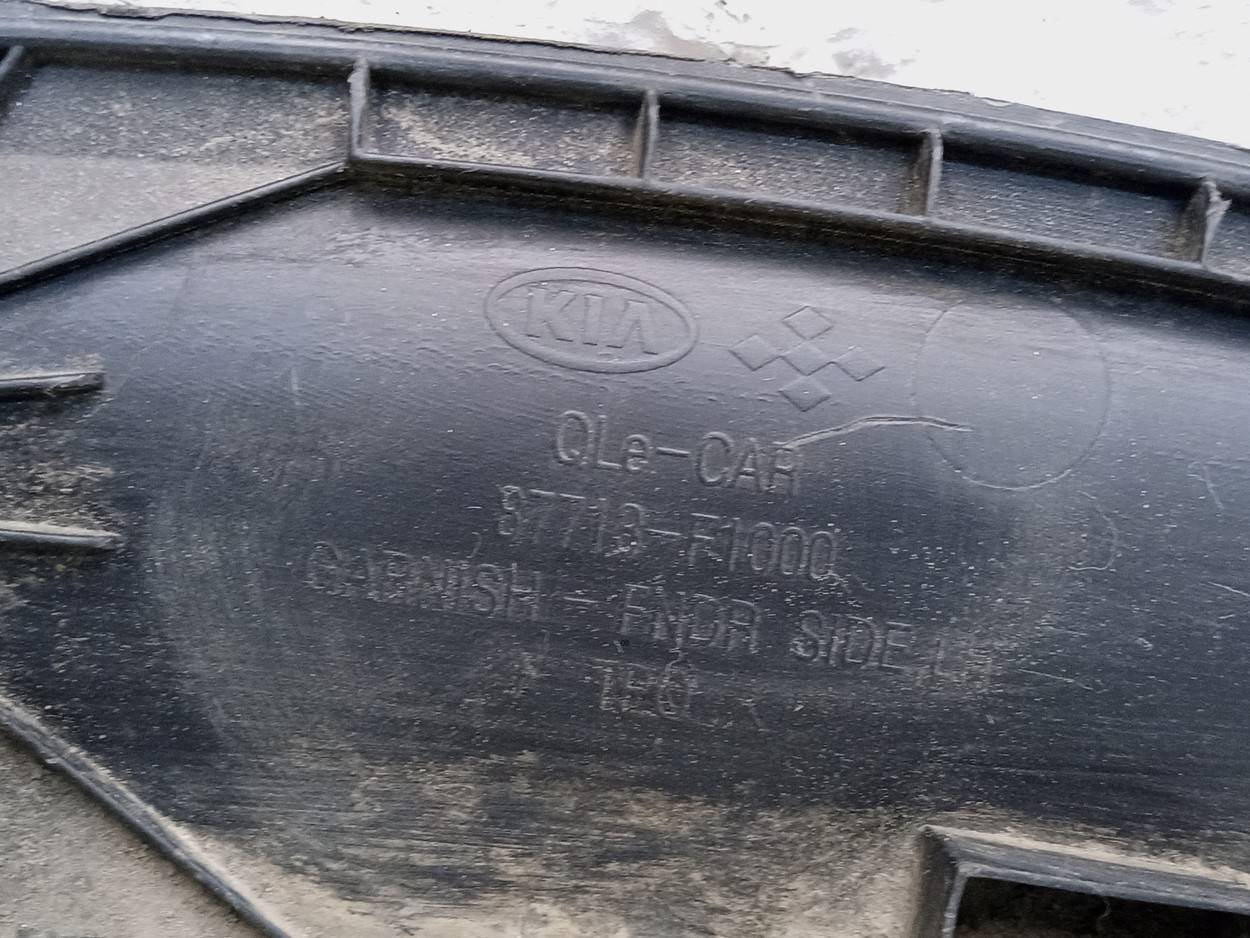 KIA
QLe-CAR
87713-F1000
GARNISH - FNDR SIDE, LH
TPO